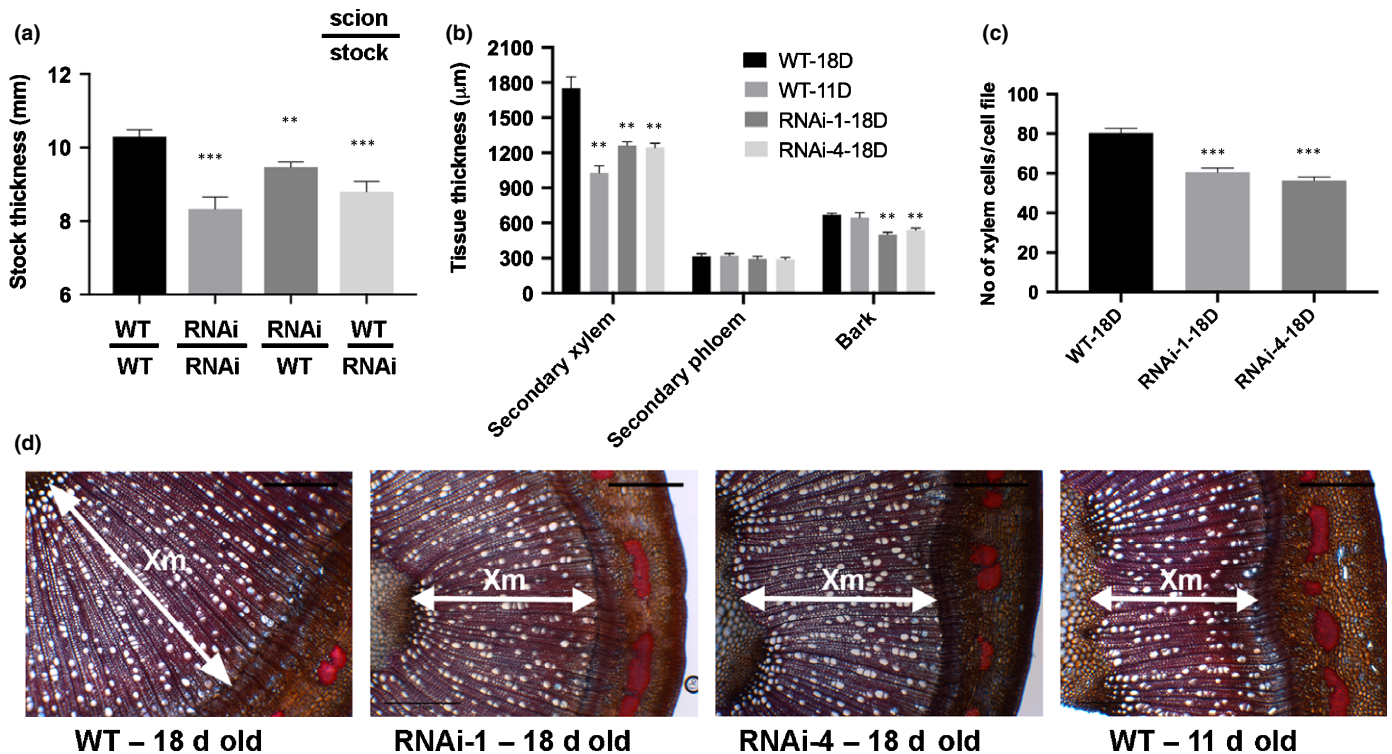 (a)
scion
stock
Stock thickness (mm)
12
10
8
6
***
**
***
WT
WT
RNAi
RNAi
RNAi
WT
WT
RNAi
(b)
Tissue thickness (μm)
2100
1800
1500
1200
900
600
300
0
WT-18D
WT-11D
RNAi-1-18D
RNAi-4-18D
** ** **
** **
Secondary xylem
Secondary phloem
Bark
(c)
No of xylem cells/cell file
100
80
60
40
20
0
***
***
WT-18D
RNAi-1-18D
RNAi-4-18D
(d)
Xm
Xm
Xm
Xm
WT – 18 d old
RNAi-1 – 18 d old
RNAi-4 – 18 d old
WT – 11 d old